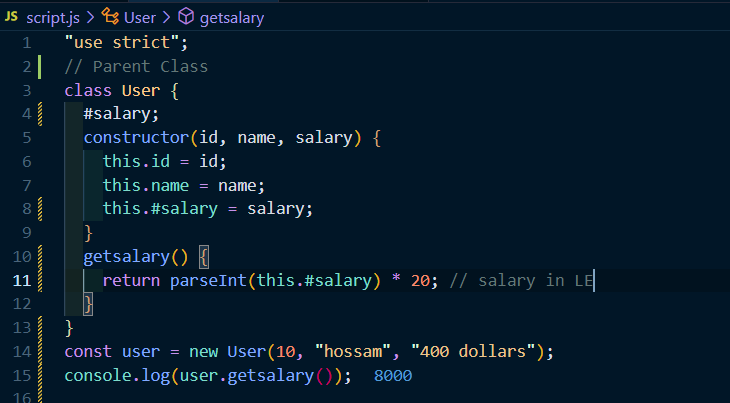 JS script.js > User > getsalary
1 "use strict";
2 // Parent Class
3 class User {
4 #salary;
5 constructor(id, name, salary) {
6 this.id = id;
7 this.name = name;
8 this.#salary = salary;
9 }
10 getsalary() {
11 return parseInt(this.#salary) * 20; // salary in LE
12 }
13 }
14 const user = new User(10, "hossam", "400 dollars");
15 console.log(user.getsalary()); 8000
16